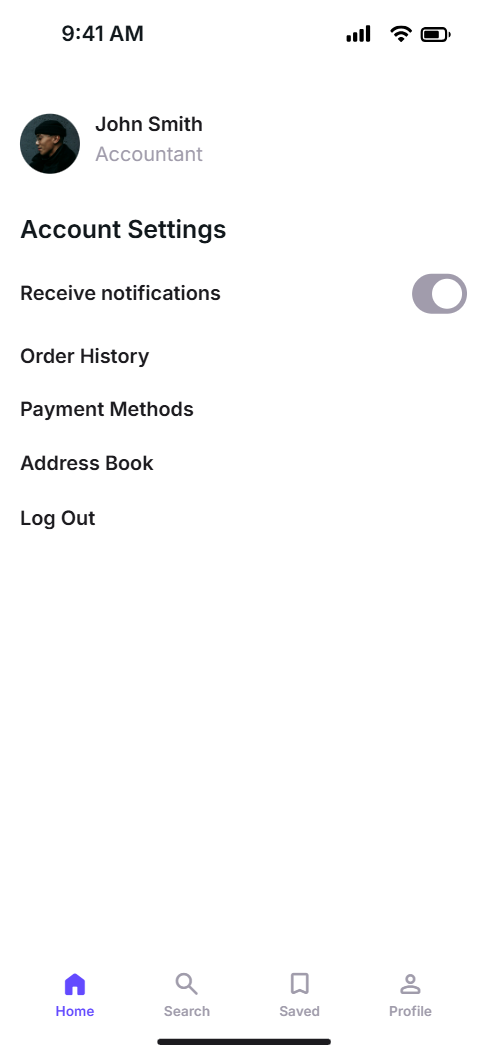 9:41 AM
John Smith
Accountant
Account Settings
Receive notifications
Order History
Payment Methods
Address Book
Log Out
Home
Search
Saved
Profile